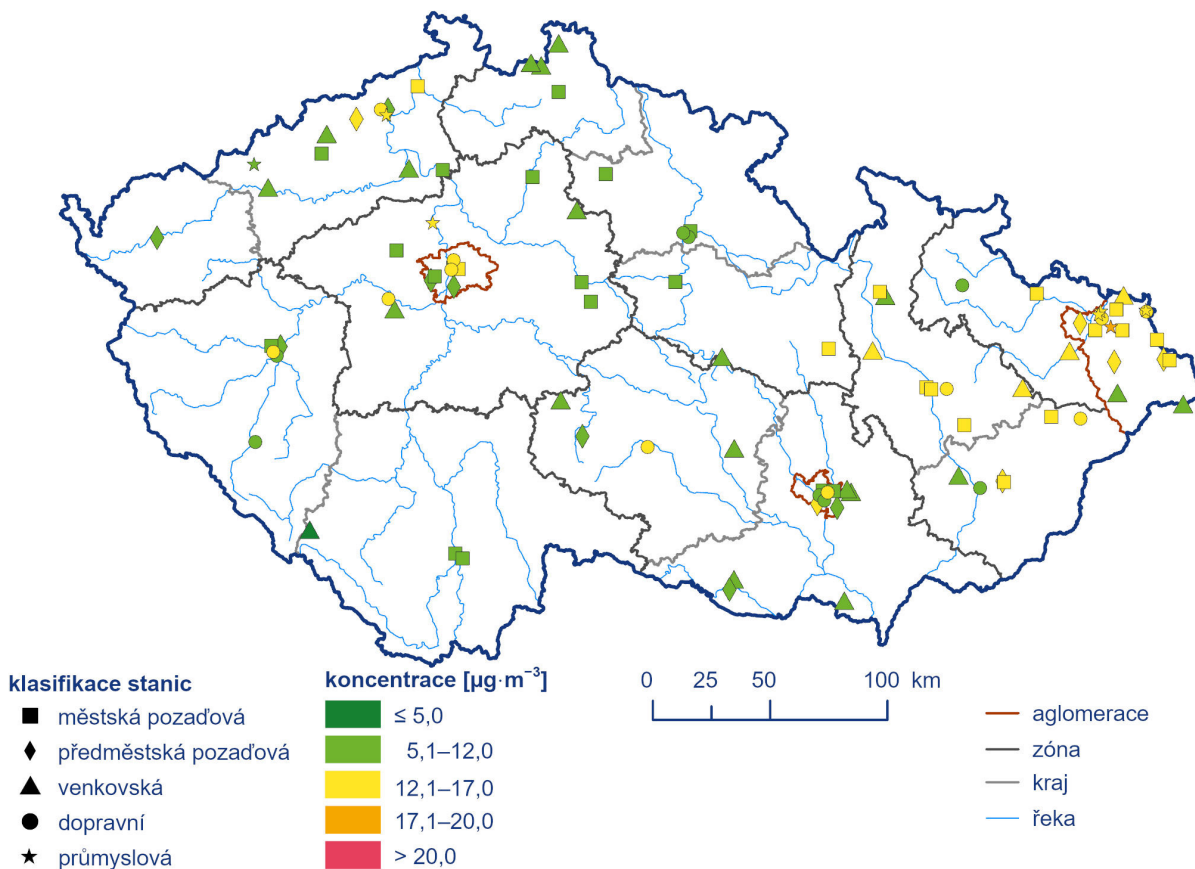 klasifikace stanic
městská pozaďová
předměstská pozaďová
venkovská
dopravní
průmyslová
koncentrace [µg·m⁻³]
≤ 5,0
5,1–12,0
12,1–17,0
17,1–20,0
> 20,0
0 25 50 100 km
aglomerace
zóna
kraj
řeka